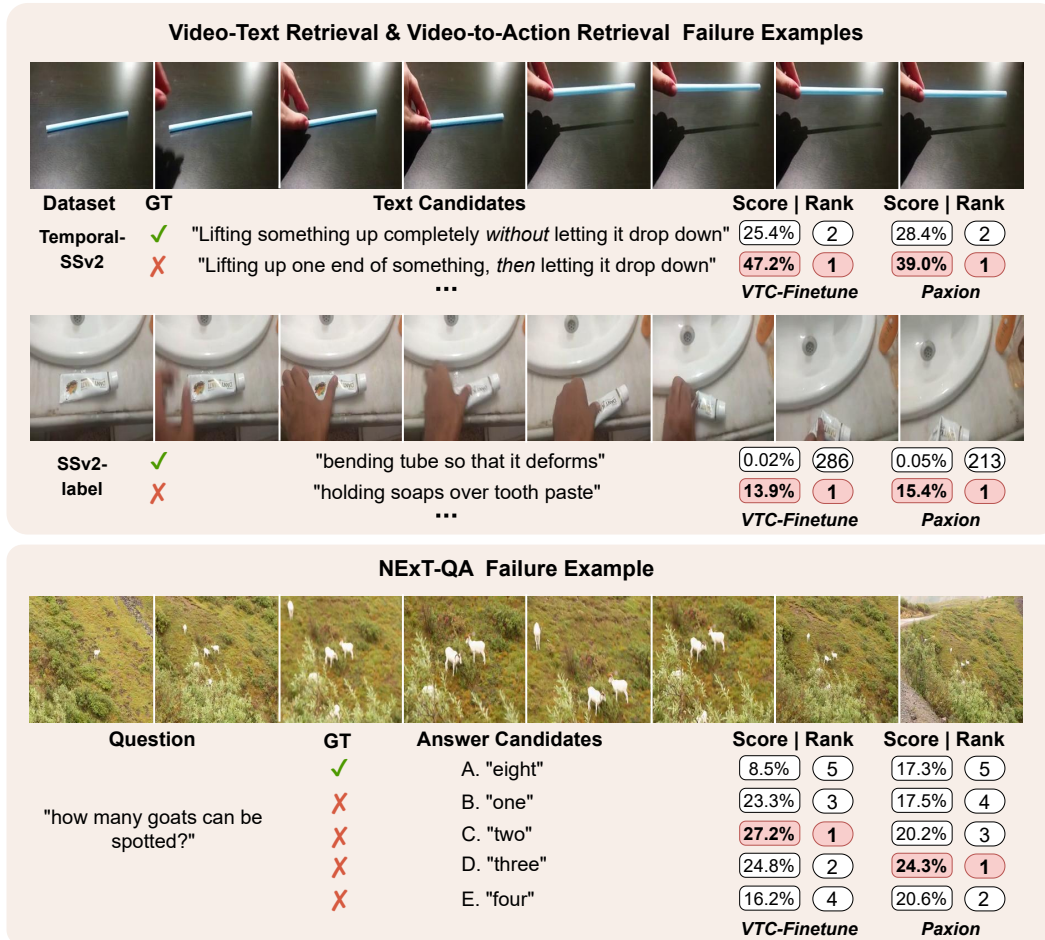 Video-Text Retrieval & Video-to-Action Retrieval Failure Examples
Dataset GT Text Candidates Score | Rank Score | Rank
Temporal-SSv2 ✓ "Lifting something up completely without letting it drop down" 25.4% 2 28.4% 2
✗ "Lifting up one end of something, then letting it drop down" 47.2% 1 39.0% 1
... VTC-Finetune Paxion
SSv2-label ✓ "bending tube so that it deforms" 0.02% 286 0.05% 213
✗ "holding soaps over tooth paste" 13.9% 1 15.4% 1
... VTC-Finetune Paxion
NExT-QA Failure Example
Question GT Answer Candidates Score | Rank Score | Rank
"how many goats can be spotted?"
✓ A. "eight" 8.5% 5 17.3% 5
✗ B. "one" 23.3% 3 17.5% 4
✗ C. "two" 27.2% 1 20.2% 3
✗ D. "three" 24.8% 2 24.3% 1
✗ E. "four" 16.2% 4 20.6% 2
VTC-Finetune Paxion